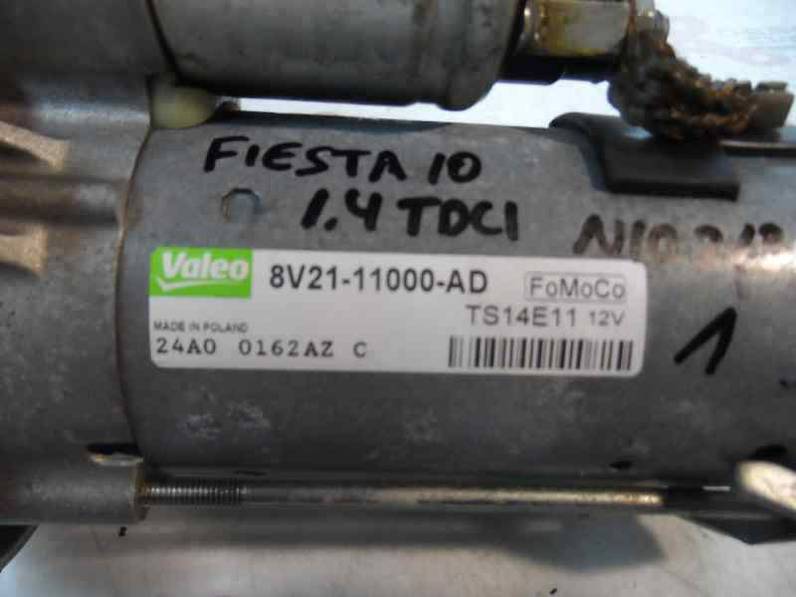 FIESTA 10
1.4 TDCI
Valeo 8V21-11000-AD FoMoCo
TS14E11 12V
MADE IN POLAND
24A0 0162AZ C
1